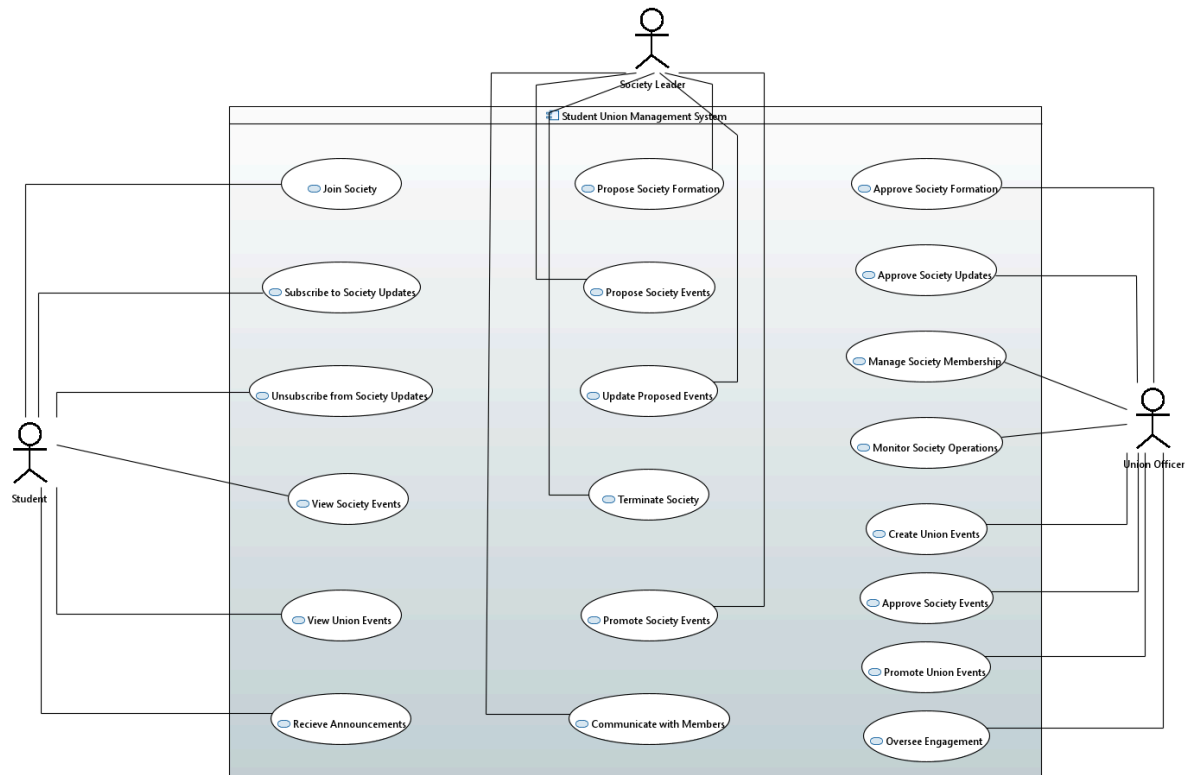 Society Leader
Student Union Management System
Join Society
Propose Society Formation
Approve Society Formation
Subscribe to Society Updates
Propose Society Events
Approve Society Updates
Unsubscribe from Society Updates
Update Proposed Events
Manage Society Membership
Monitor Society Operations
Student
Union Officer
View Society Events
Terminate Society
Create Union Events
View Union Events
Promote Society Events
Approve Society Events
Promote Union Events
Recieve Announcements
Communicate with Members
Oversee Engagement